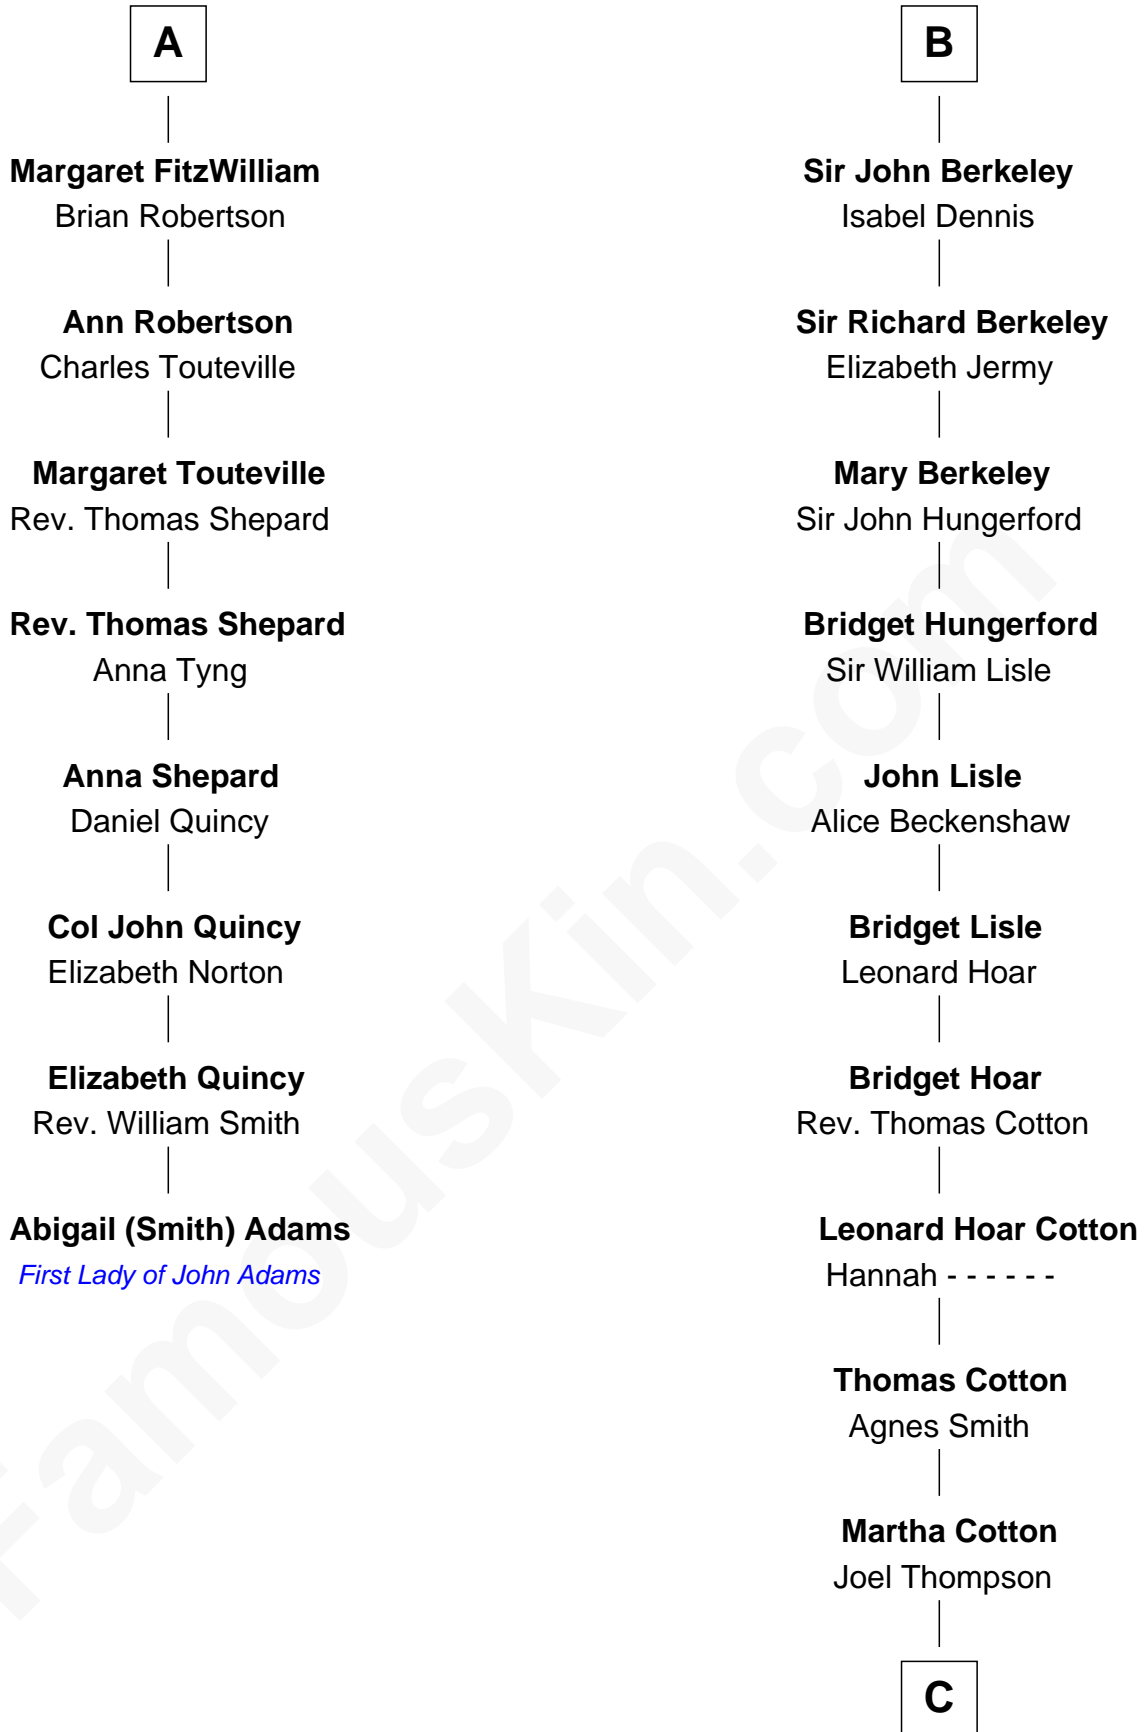 A
Margaret FitzWilliam
Brian Robertson
Ann Robertson
Charles Touteville
Margaret Touteville
Rev. Thomas Shepard
Rev. Thomas Shepard
Anna Tyng
Anna Shepard
Daniel Quincy
Col John Quincy
Elizabeth Norton
Elizabeth Quincy
Rev. William Smith
Abigail (Smith) Adams
First Lady of John Adams
B
Sir John Berkeley
Isabel Dennis
Sir Richard Berkeley
Elizabeth Jermy
Mary Berkeley
Sir John Hungerford
Bridget Hungerford
Sir William Lisle
John Lisle
Alice Beckenshaw
Bridget Lisle
Leonard Hoar
Bridget Hoar
Rev. Thomas Cotton
Leonard Hoar Cotton
Hannah - - - - - -
Thomas Cotton
Agnes Smith
Martha Cotton
Joel Thompson
C
FamousKin.com